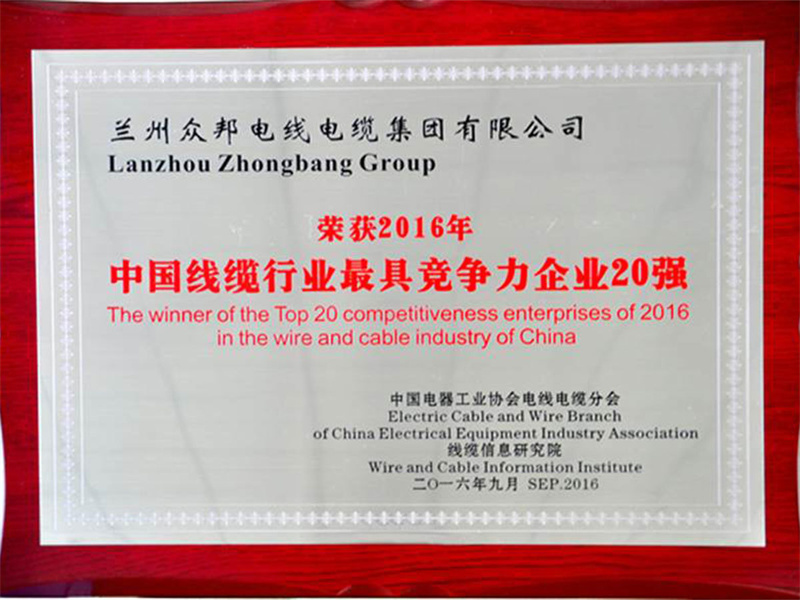 兰州众邦电线电缆集团有限公司
Lanzhou Zhongbang Group
荣获2016年
中国线缆行业最具竞争力企业20强
The winner of the Top 20 competitiveness enterprises of 2016
in the wire and cable industry of China
中国电器工业协会电线电缆分会
Electric Cable and Wire Branch
of China Electrical Equipment Industry Association
线缆信息研究院
Wire and Cable Information Institute
二〇一六年九月 SEP.2016